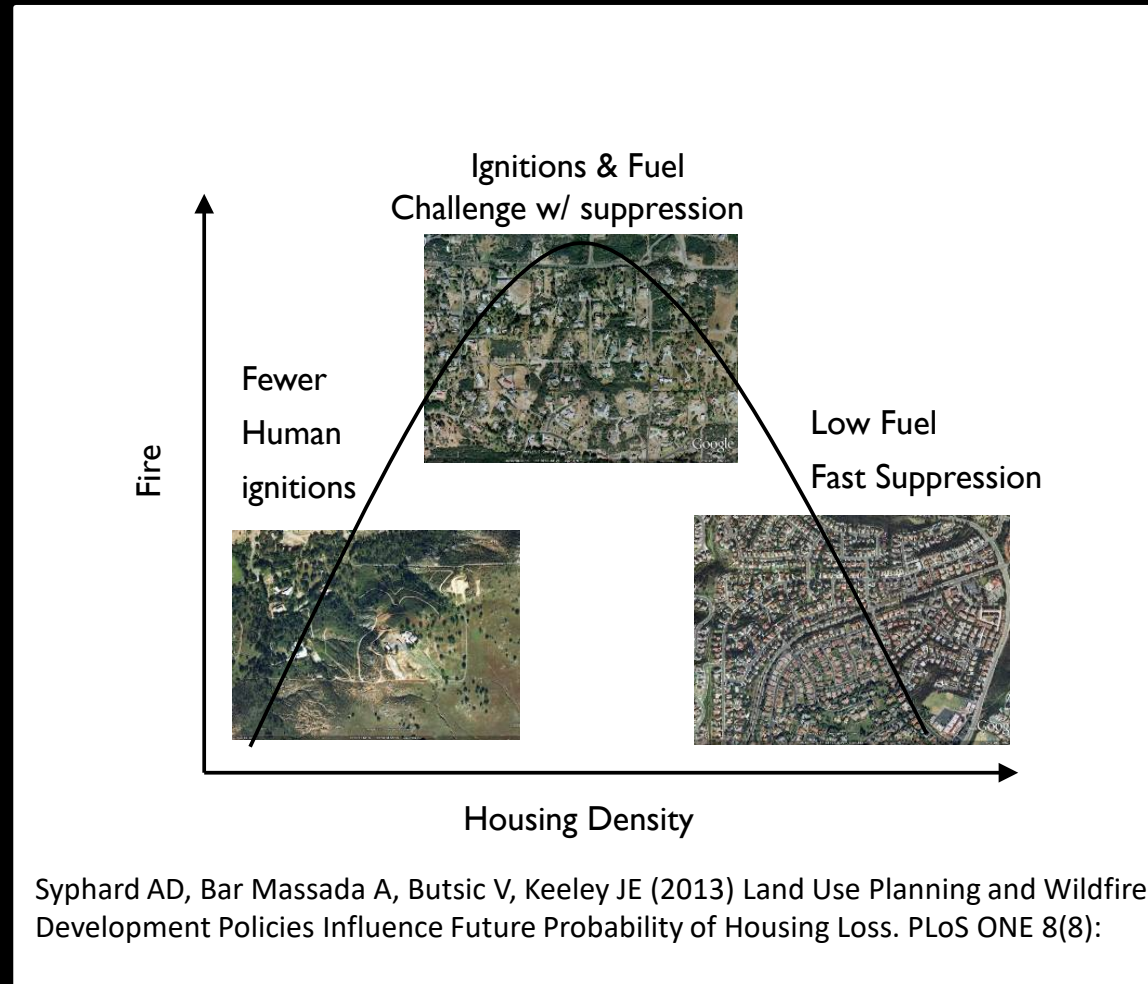 Ignitions & Fuel
Challenge w/ suppression
Fewer
Human
ignitions
Low Fuel
Fast Suppression
Fire
Google
Housing Density
Syphard AD, Bar Massada A, Butsic V, Keeley JE (2013) Land Use Planning and Wildfire
Development Policies Influence Future Probability of Housing Loss. PLoS ONE 8(8):